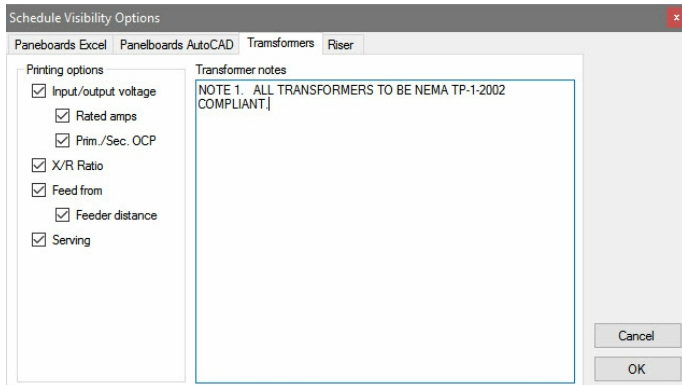 Schedule Visibility Options
x
Paneboards Excel Panelboards AutoCAD Transformers Riser
Printing options
Input/output voltage
Rated amps
Prim./Sec. OCP
X/R Ratio
Feed from
Feeder distance
Serving
Transformer notes
NOTE 1. ALL TRANSFORMERS TO BE NEMA TP-1-2002
COMPLIANT.
Cancel
OK